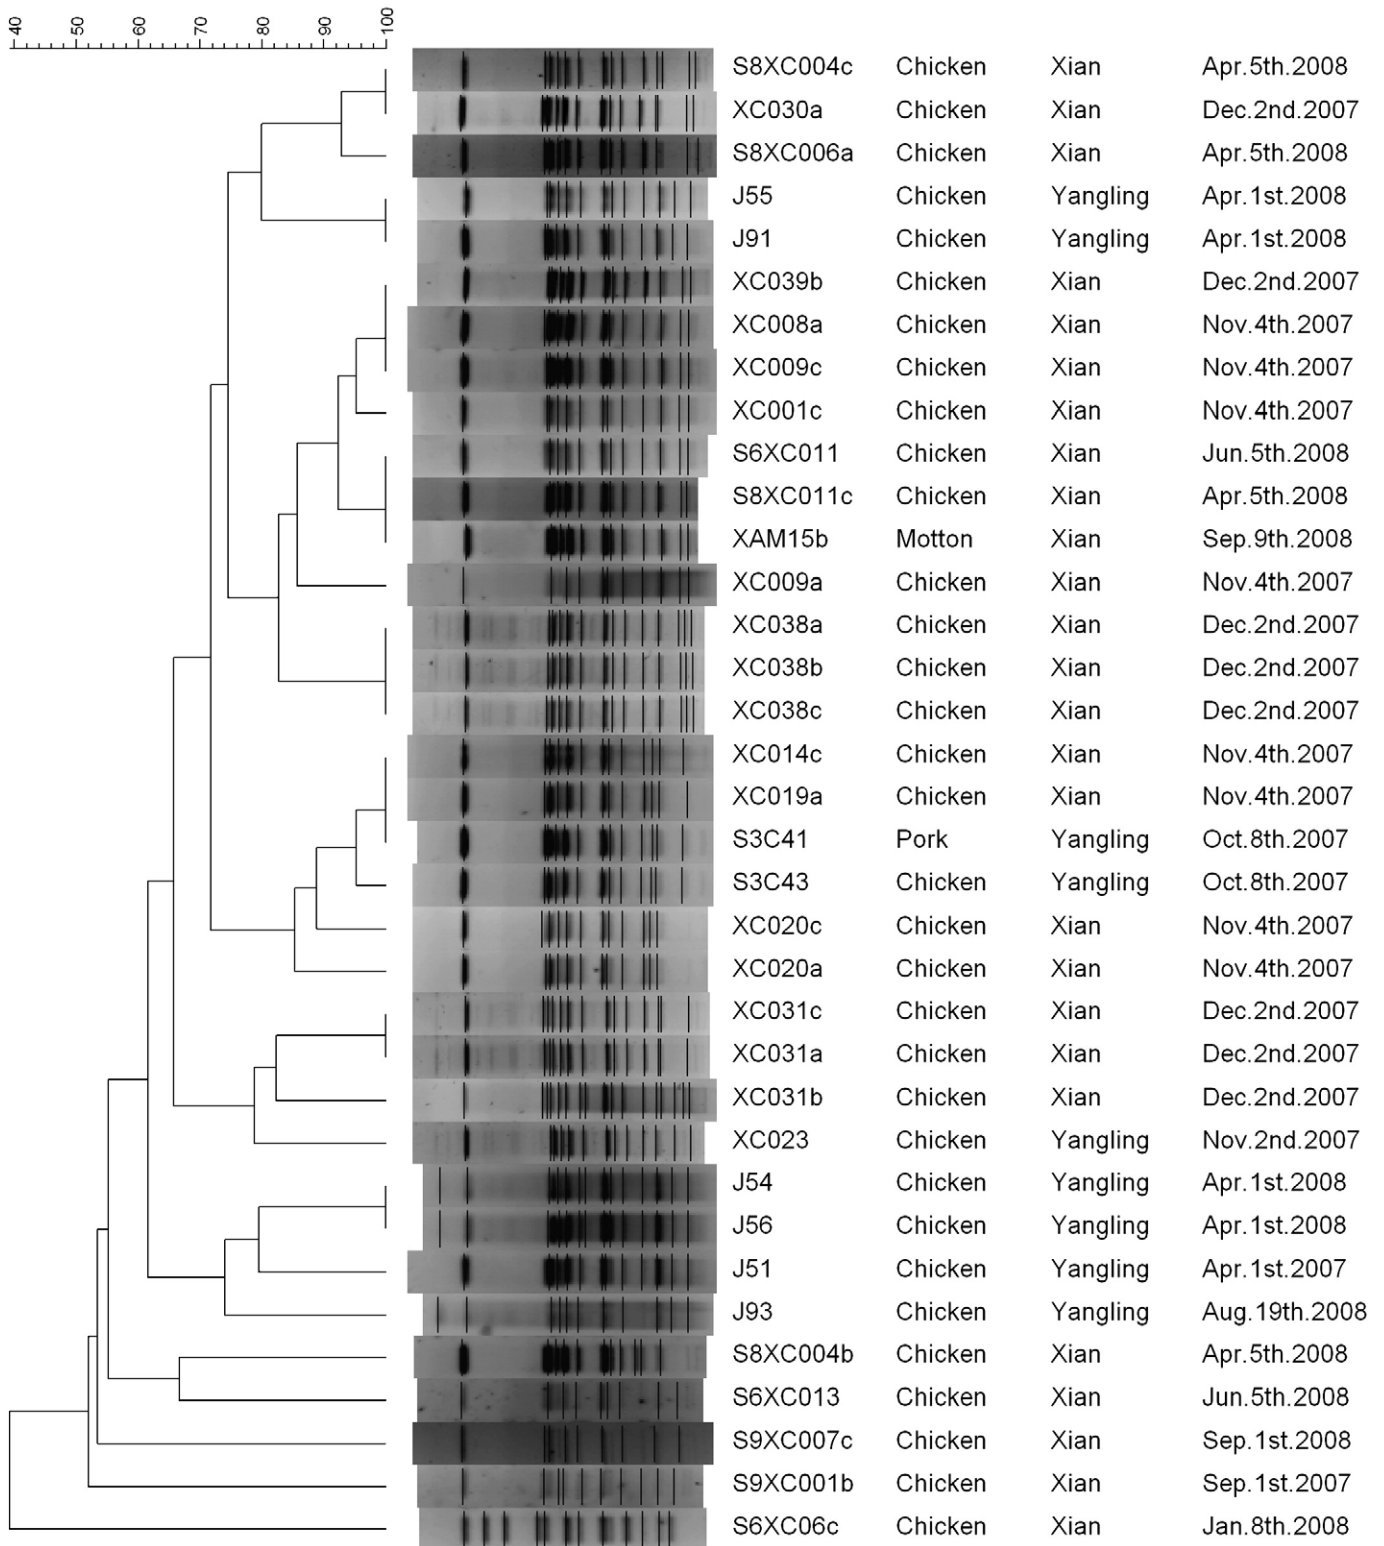 40 50 60 70 80 90 100
S8XC004c Chicken Xian Apr.5th.2008
XC030a Chicken Xian Dec.2nd.2007
S8XC006a Chicken Xian Apr.5th.2008
J55 Chicken Yangling Apr.1st.2008
J91 Chicken Yangling Apr.1st.2008
XC039b Chicken Xian Dec.2nd.2007
XC008a Chicken Xian Nov.4th.2007
XC009c Chicken Xian Nov.4th.2007
XC001c Chicken Xian Nov.4th.2007
S6XC011 Chicken Xian Jun.5th.2008
S8XC011c Chicken Xian Apr.5th.2008
XAM15b Motton Xian Sep.9th.2008
XC009a Chicken Xian Nov.4th.2007
XC038a Chicken Xian Dec.2nd.2007
XC038b Chicken Xian Dec.2nd.2007
XC038c Chicken Xian Dec.2nd.2007
XC014c Chicken Xian Nov.4th.2007
XC019a Chicken Xian Nov.4th.2007
S3C41 Pork Yangling Oct.8th.2007
S3C43 Chicken Yangling Oct.8th.2007
XC020c Chicken Xian Nov.4th.2007
XC020a Chicken Xian Nov.4th.2007
XC031c Chicken Xian Dec.2nd.2007
XC031a Chicken Xian Dec.2nd.2007
XC031b Chicken Xian Dec.2nd.2007
XC023 Chicken Yangling Nov.2nd.2007
J54 Chicken Yangling Apr.1st.2008
J56 Chicken Yangling Apr.1st.2008
J51 Chicken Yangling Apr.1st.2007
J93 Chicken Yangling Aug.19th.2008
S8XC004b Chicken Xian Apr.5th.2008
S6XC013 Chicken Xian Jun.5th.2008
S9XC007c Chicken Xian Sep.1st.2008
S9XC001b Chicken Xian Sep.1st.2007
S6XC06c Chicken Xian Jan.8th.2008